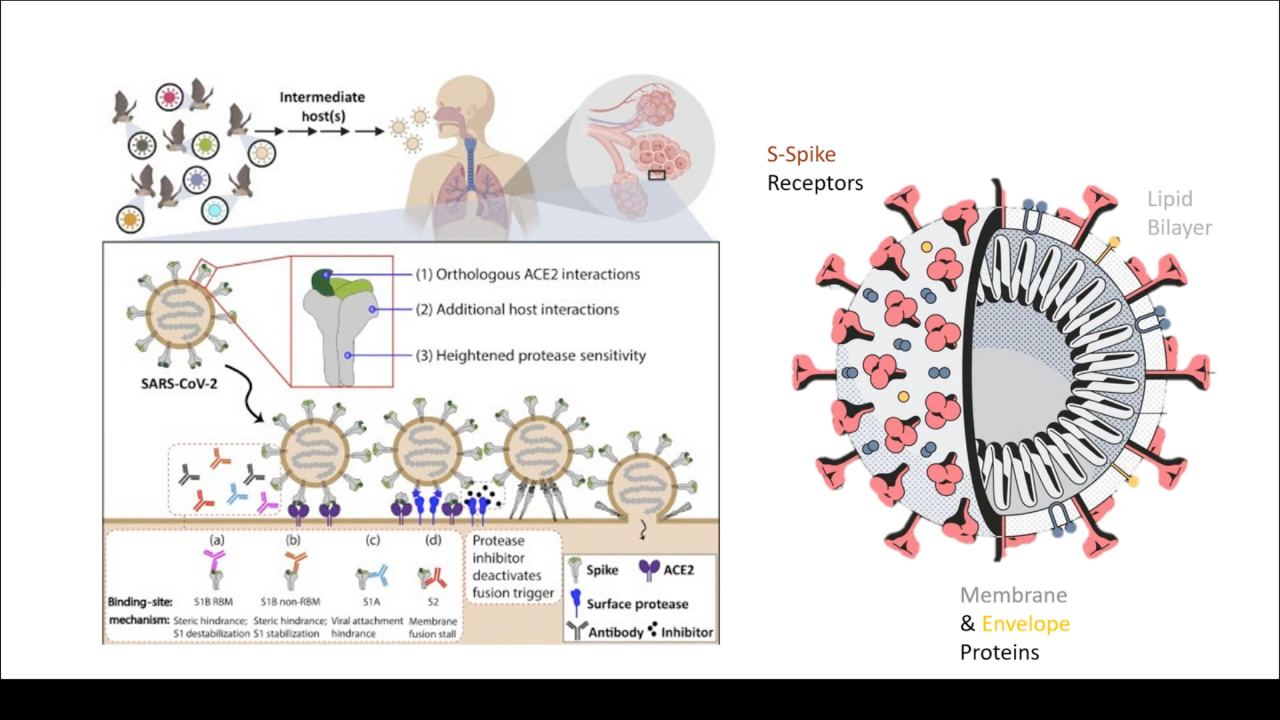 Intermediate
host(s)
(1) Orthologous ACE2 interactions
(2) Additional host interactions
(3) Heightened protease sensitivity
SARS-CoV-2
(a)
(b)
(c)
(d)
S1B RBM
S1B non-RBM
S1A
S2
Binding-site:
mechanism:
Steric hindrance;
S1 destabilization
Steric hindrance;
S1 stabilization
Viral attachment
hindrance
Membrane
fusion stall
Protease
inhibitor
deactivates
fusion trigger
Spike
ACE2
Surface protease
Antibody
Inhibitor
S-Spike
Receptors
Lipid
Bilayer
Membrane
& Envelope
Proteins